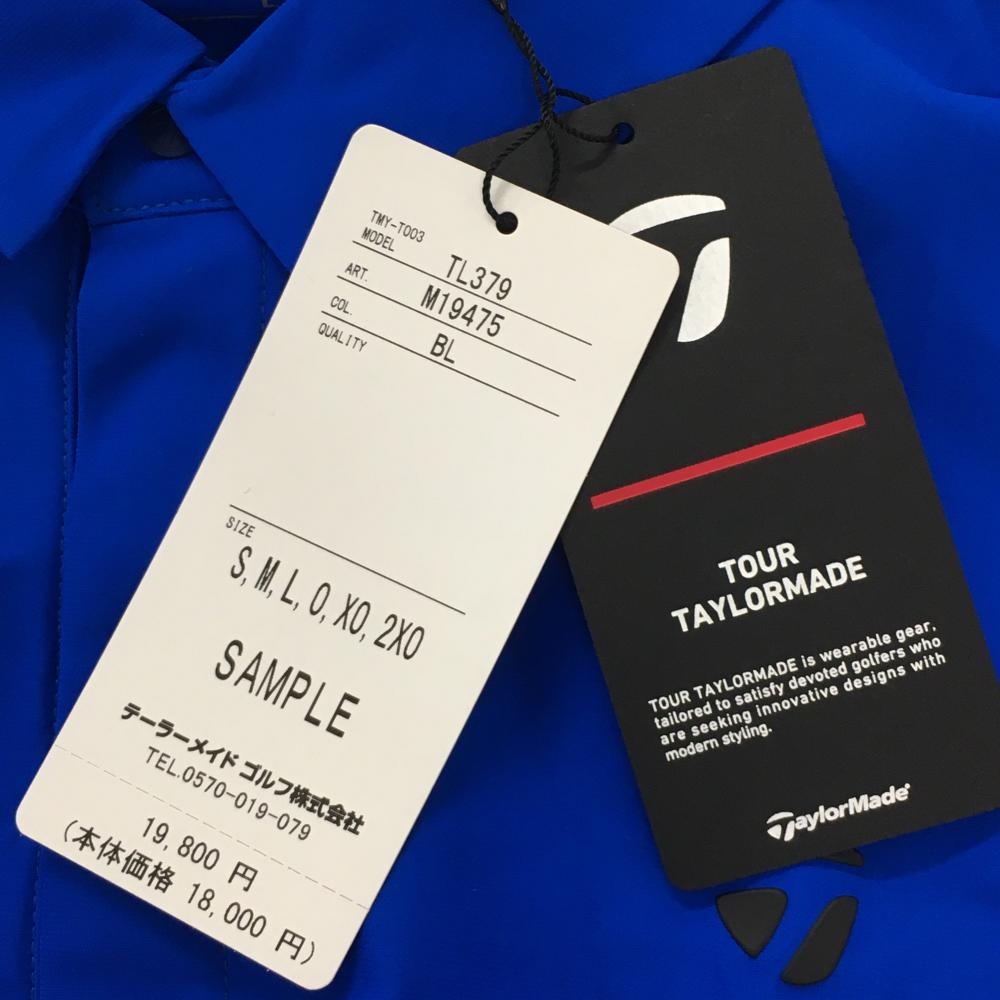 TMY-T003
MODEL TL379
ART. M19475
COL. BL
QUALITY
SIZE
S, M, L, O, XO, 2XO
SAMPLE
テーラーメイド ゴルフ株式会社
TEL.0570-019-079
19,800 円
(本体価格 18,000 円)
TOUR
TAYLORMADE
TOUR TAYLORMADE is wearable gear,
tailored to satisfy devoted golfers who
are seeking innovative designs with
modern styling.
TaylorMade